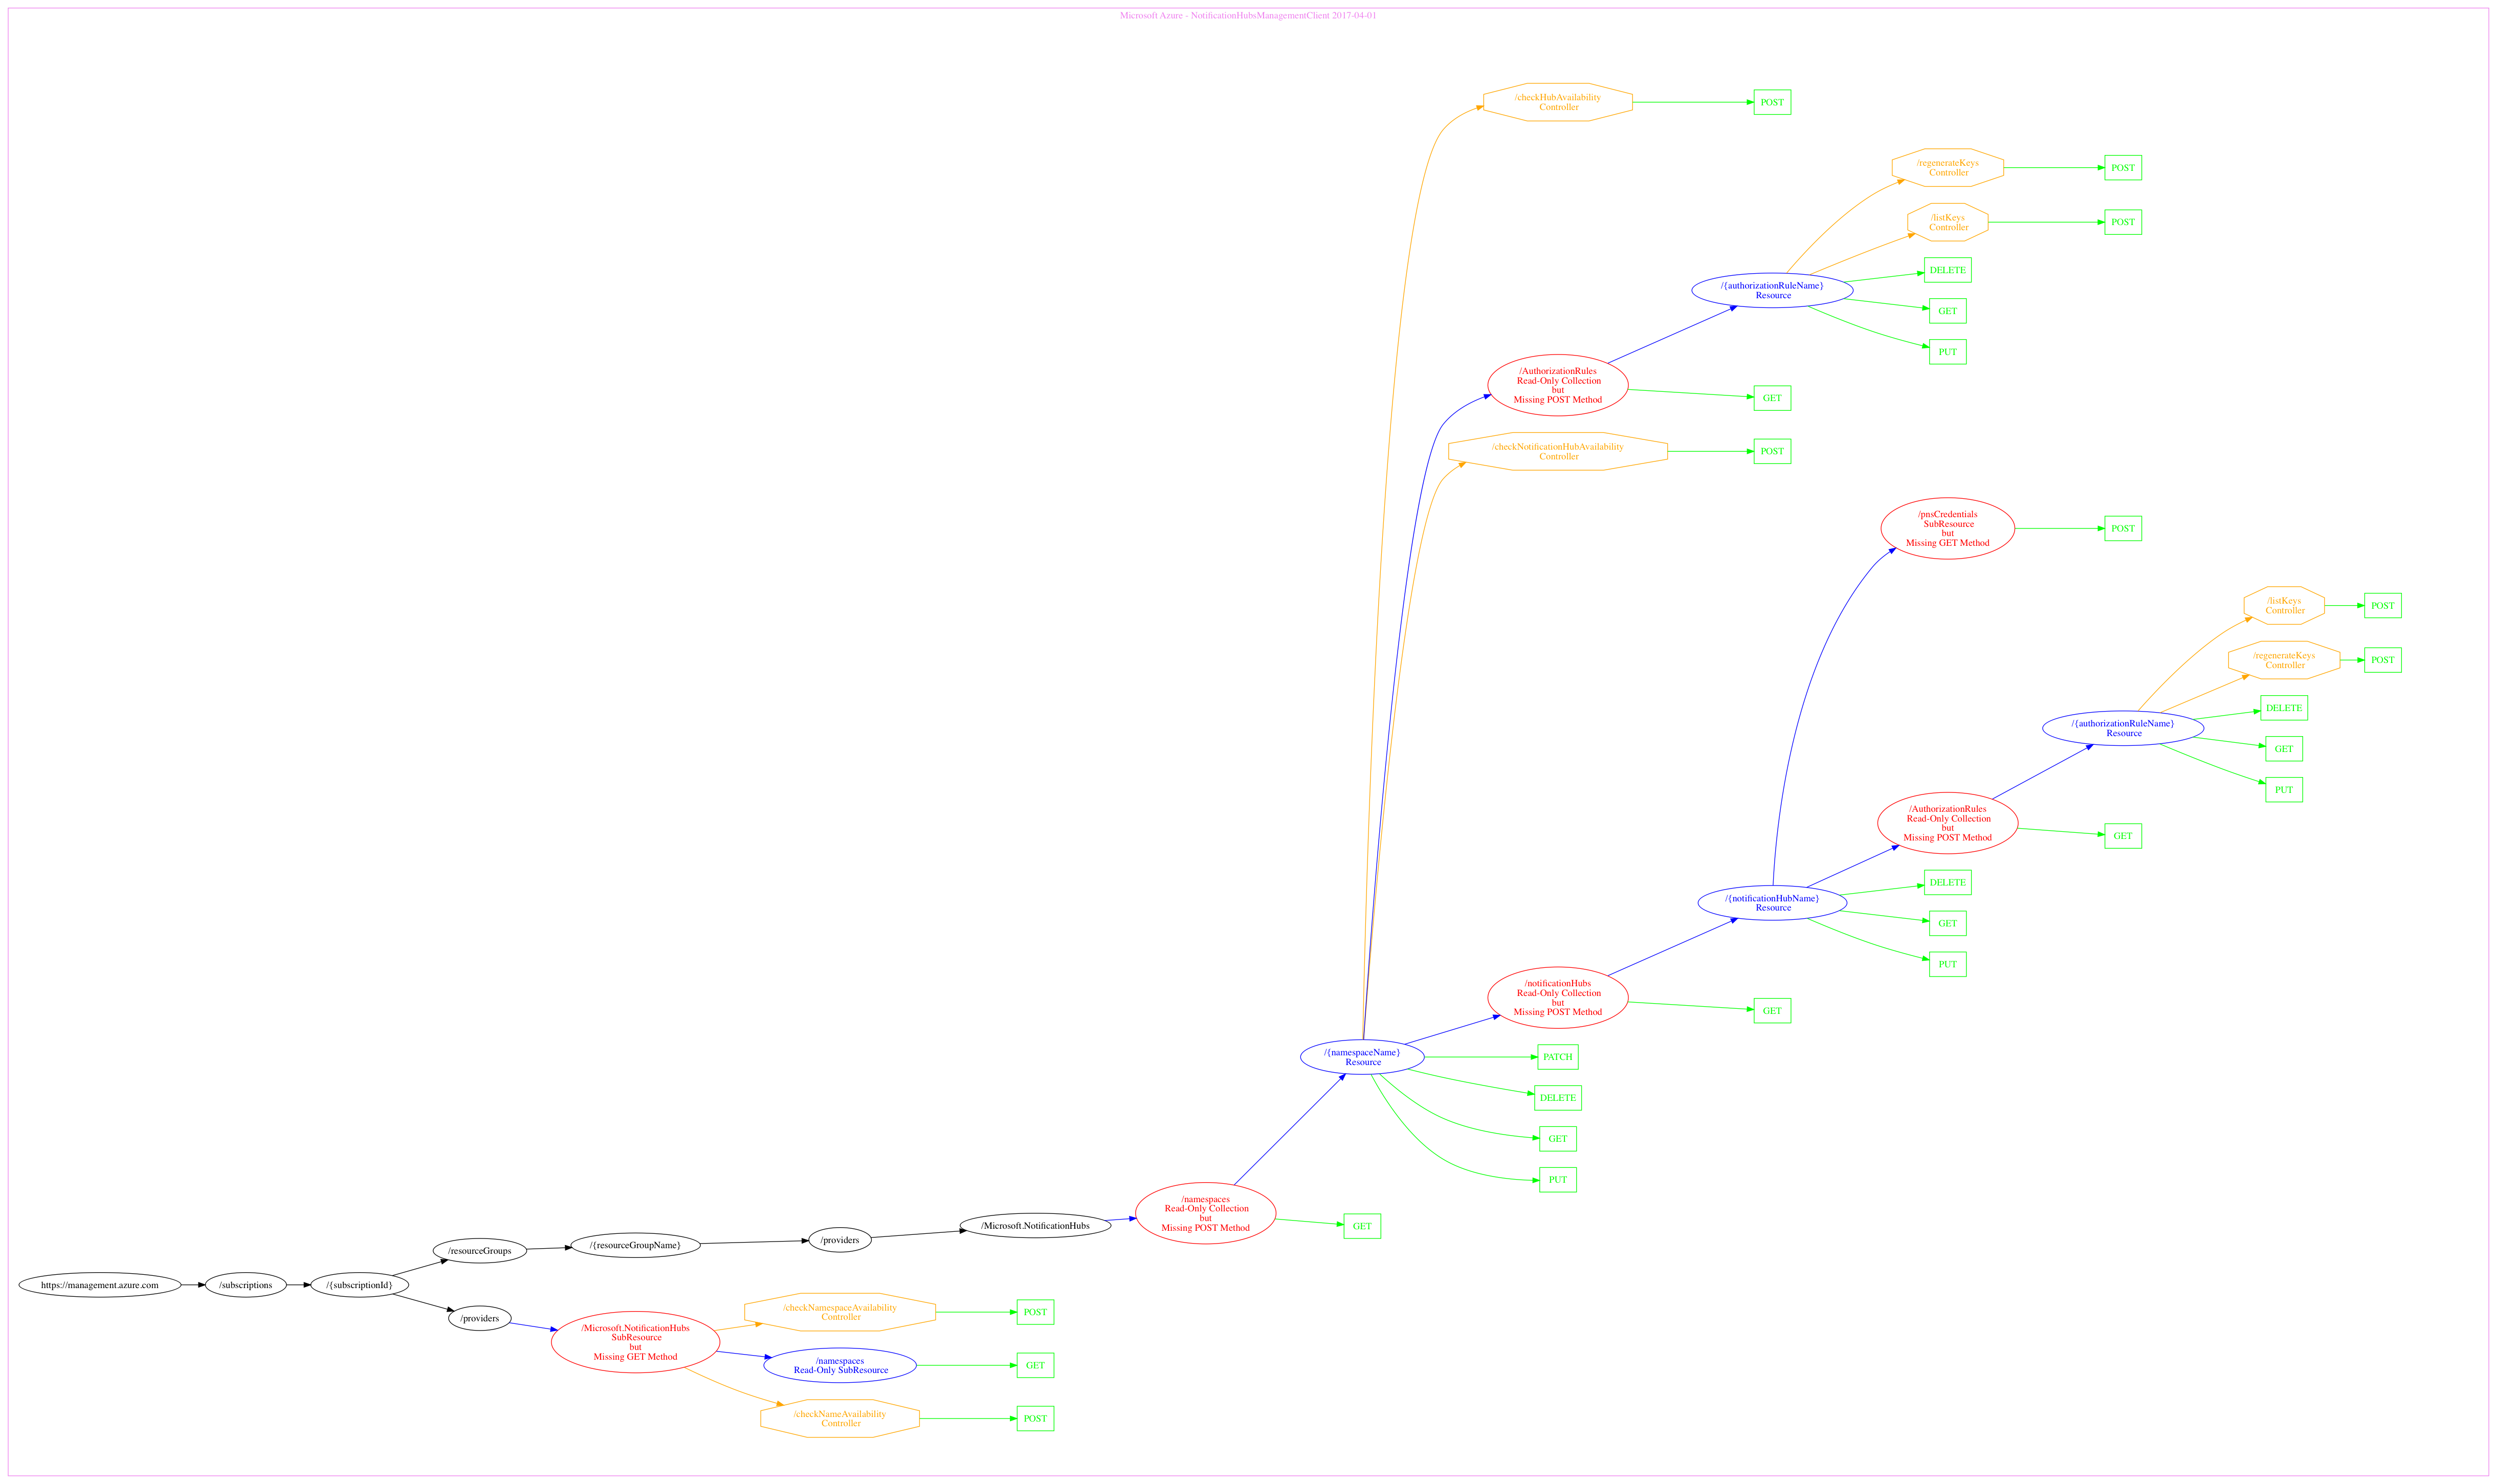 Microsoft Azure - NotificationHubsManagementClient 2017-04-01
/checkHubAvailability
Controller
POST
/regenerateKeys
Controller
POST
/listKeys
Controller
POST
DELETE
/{authorizationRuleName}
Resource
GET
PUT
/AuthorizationRules
Read-Only Collection
but
Missing POST Method
GET
/checkNotificationHubAvailability
Controller
POST
/pnsCredentials
SubResource
but
Missing GET Method
POST
/listKeys
Controller
POST
/regenerateKeys
Controller
POST
DELETE
/{authorizationRuleName}
Resource
GET
PUT
/AuthorizationRules
Read-Only Collection
but
Missing POST Method
GET
DELETE
/{notificationHubName}
Resource
GET
PUT
/notificationHubs
Read-Only Collection
but
Missing POST Method
GET
/{namespaceName}
Resource
PATCH
DELETE
GET
PUT
/namespaces
Read-Only Collection
but
Missing POST Method
GET
/Microsoft.NotificationHubs
/providers
/{resourceGroupName}
/resourceGroups
https://management.azure.com
/subscriptions
/{subscriptionId}
/providers
/Microsoft.NotificationHubs
SubResource
but
Missing GET Method
/checkNamespaceAvailability
Controller
POST
/namespaces
Read-Only SubResource
GET
/checkNameAvailability
Controller
POST